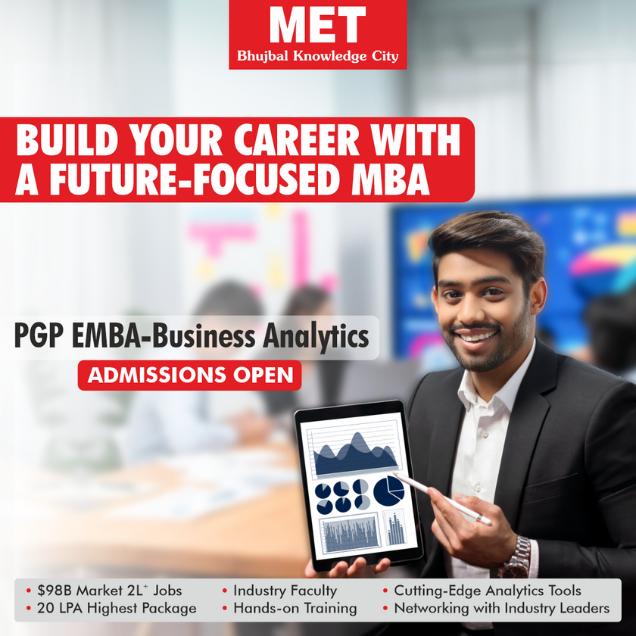 MET
Bhujbal Knowledge City
BUILD YOUR CAREER WITH
A FUTURE-FOCUSED MBA
PGP EMBA-Business Analytics
ADMISSIONS OPEN
• $98B Market 2L+ Jobs
• 20 LPA Highest Package
• Industry Faculty
• Hands-on Training
• Cutting-Edge Analytics Tools
• Networking with Industry Leaders